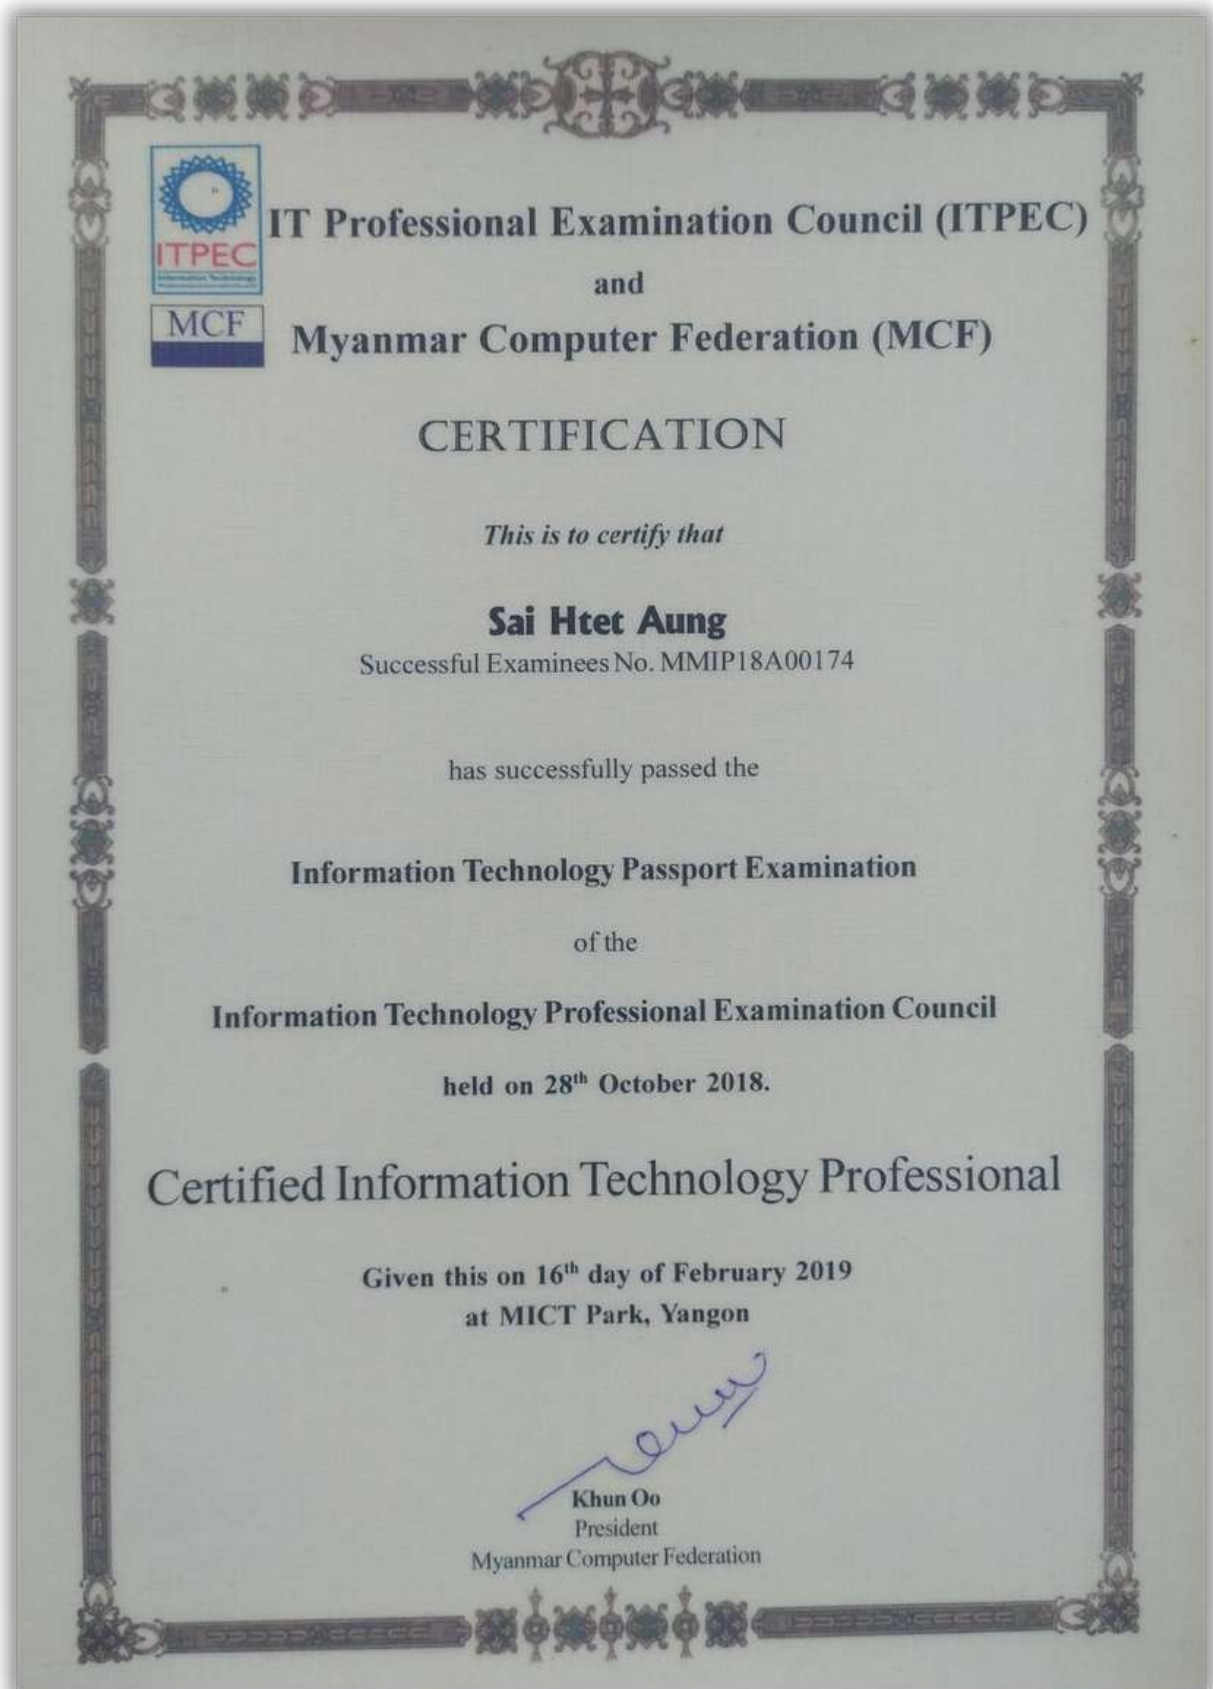 ITPEC
IT Professional Examination Council (ITPEC)
and
MCF
Myanmar Computer Federation (MCF)
CERTIFICATION
This is to certify that
Sai Htet Aung
Successful Examinees No. MMIP18A00174
has successfully passed the
Information Technology Passport Examination
of the
Information Technology Professional Examination Council
held on 28th October 2018.
Certified Information Technology Professional
Given this on 16th day of February 2019
at MICT Park, Yangon
Khun Oo
President
Myanmar Computer Federation